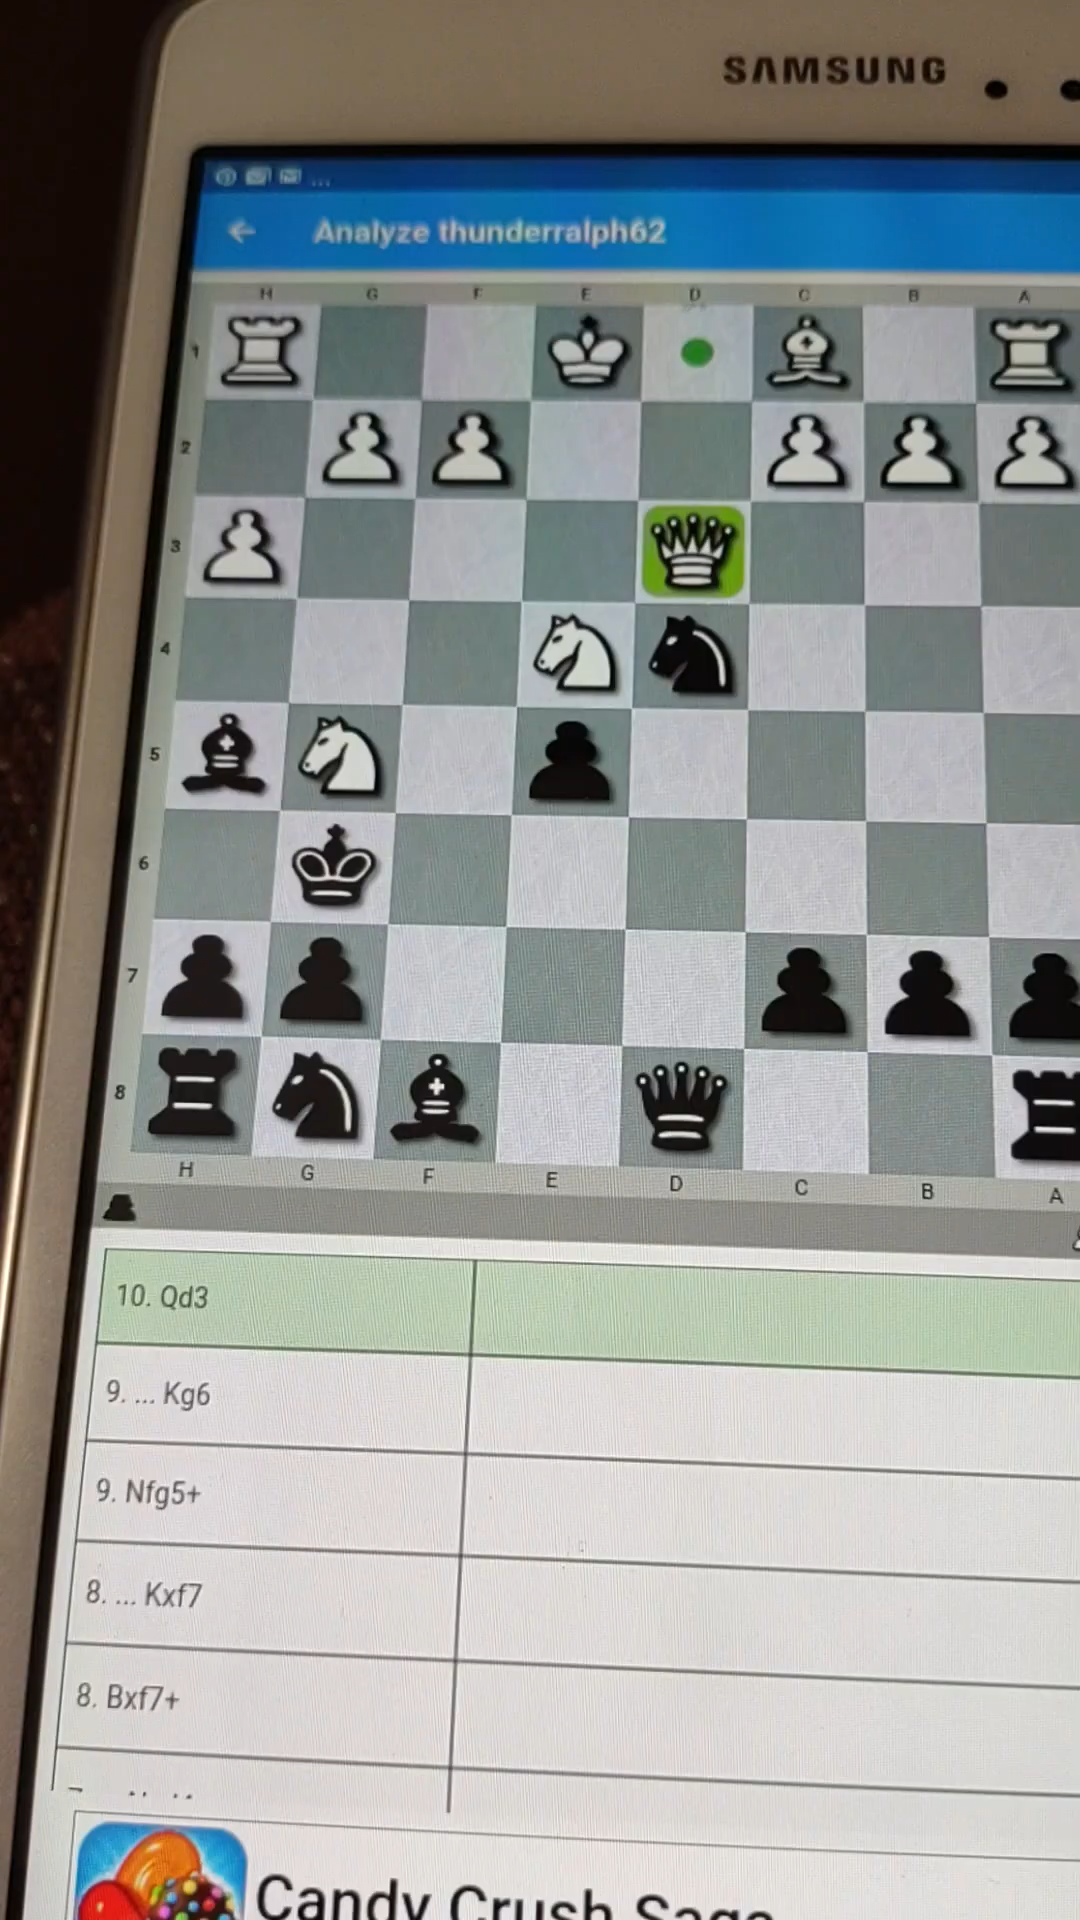 SAMSUNG
...
Analyze thunderralph62
H G F E D C B A
1
2
3
4
5
6
7
8
H G F E D C B A
10. Qd3
9. ... Kg6
9. Nfg5+
8. ... Kxf7
8. Bxf7+
Candy Crush Saga